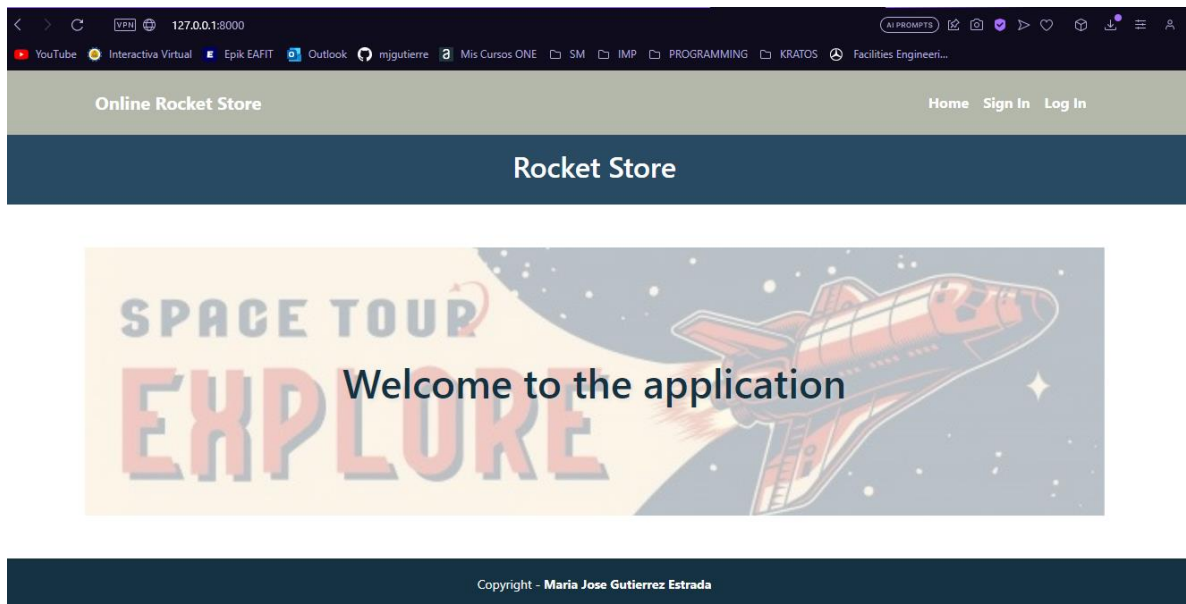 VPN 127.0.0.1:8000 AI PROMPTS
YouTube Interactiva Virtual Epik EAFIT Outlook mjgutierre Mis Cursos ONE SM IMP PROGRAMMING KRATOS Facilities Engineeri...
Online Rocket Store Home Sign In Log In
Rocket Store
SPACE TOUR
EXPLORE
Welcome to the application
Copyright - Maria Jose Gutierrez Estrada